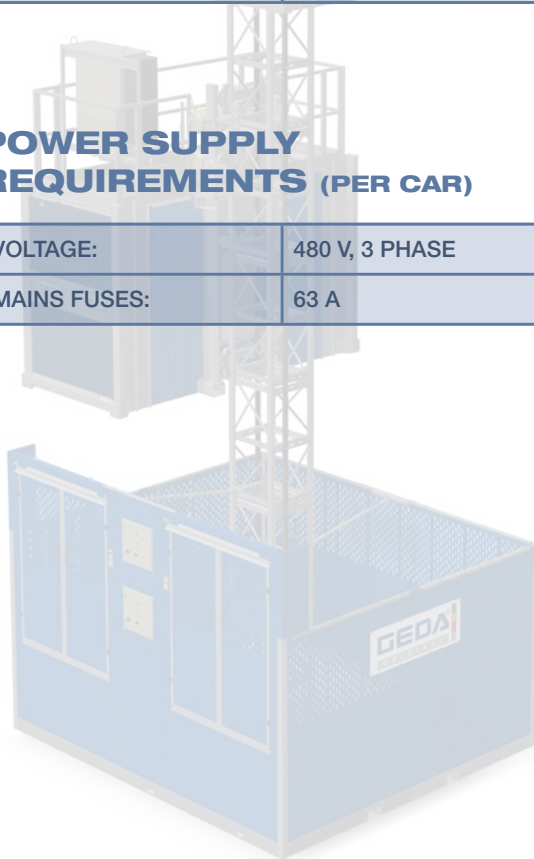 POWER SUPPLY
REQUIREMENTS (PER CAR)
VOLTAGE: 480 V, 3 PHASE
MAINS FUSES: 63 A
GEDA